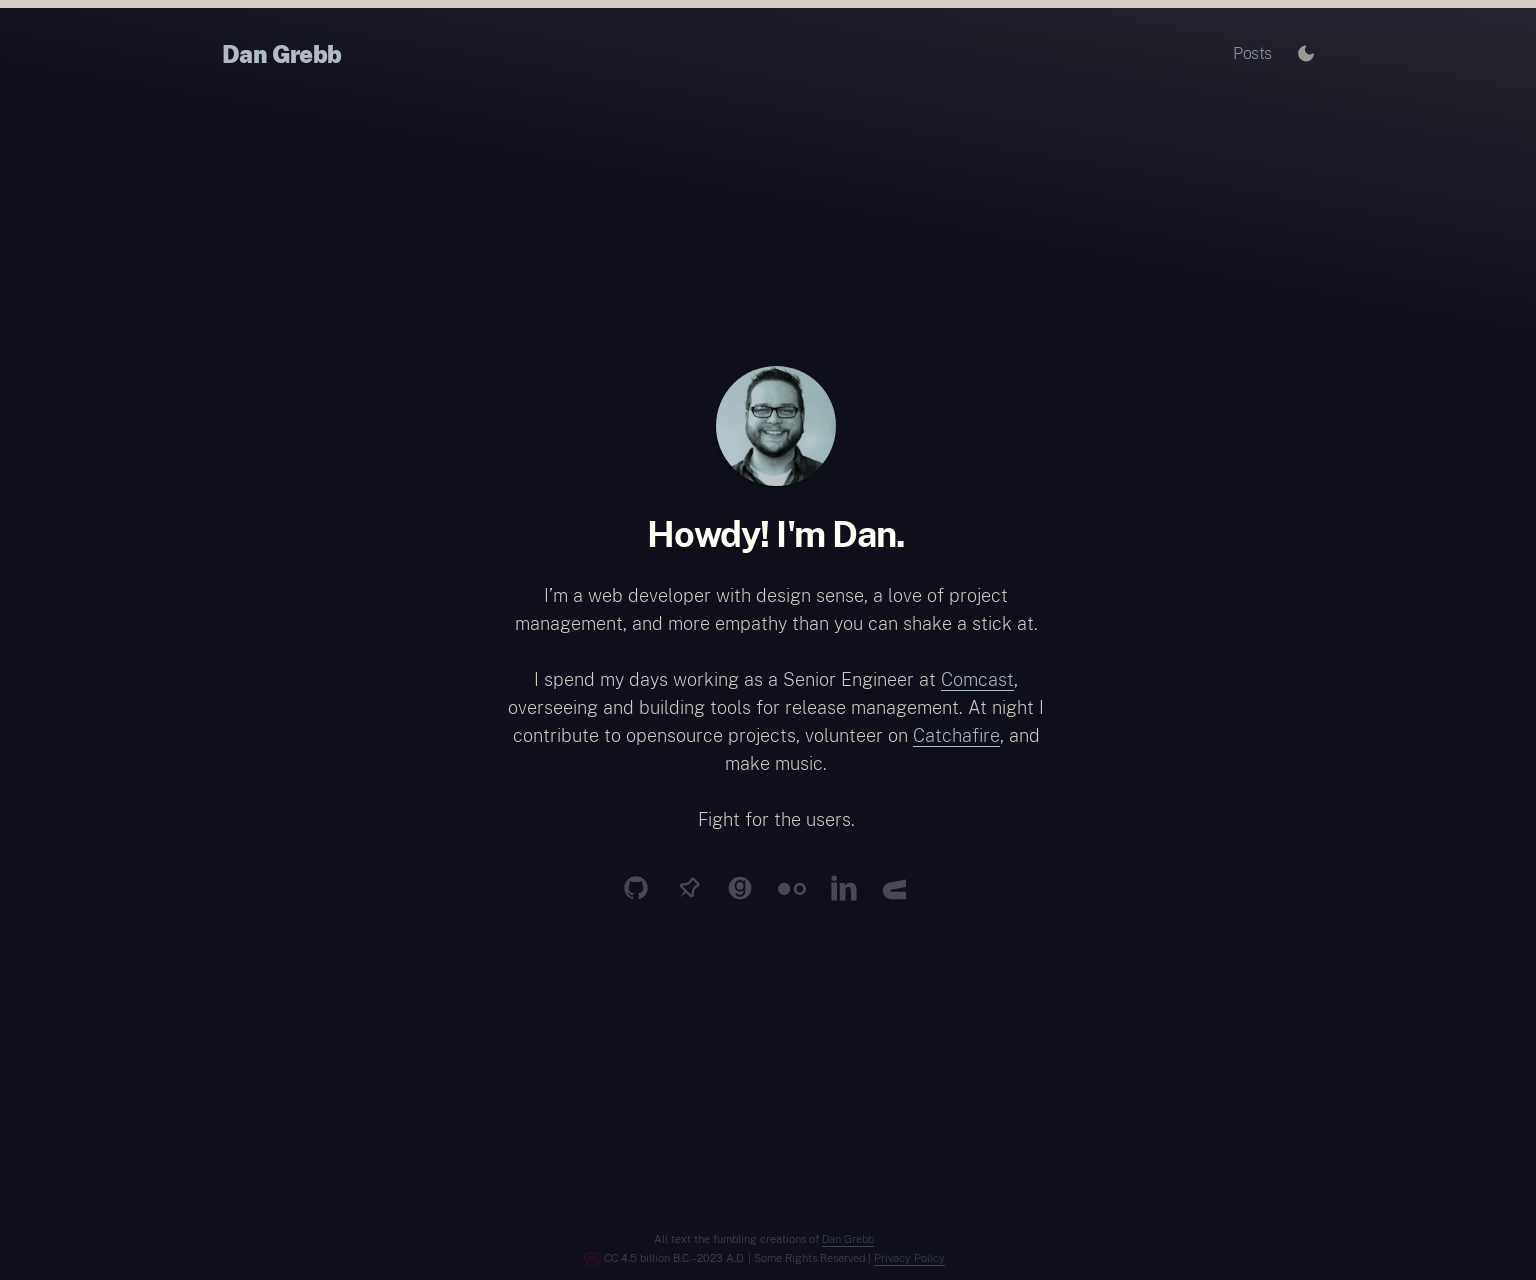 Dan Grebb
Posts
Howdy! I'm Dan.
I’m a web developer with design sense, a love of project
management, and more empathy than you can shake a stick at.
I spend my days working as a Senior Engineer at Comcast,
overseeing and building tools for release management. At night I
contribute to opensource projects, volunteer on Catchafire, and
make music.
Fight for the users.
All text the fumbling creations of Dan Grebb
CC 4.5 billion B.C.–2023 A.D. | Some Rights Reserved | Privacy Policy